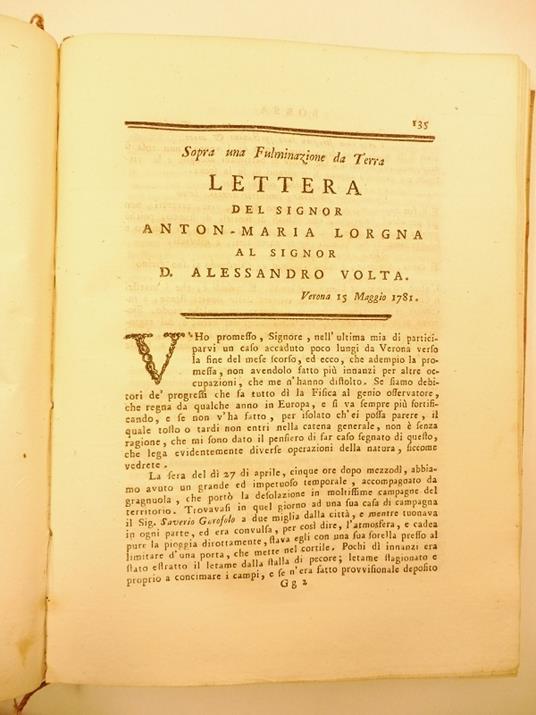 135
Sopra una Fulminazione da Terra
LETTERA
DEL SIGNOR
ANTON-MARIA LORGNA
AL SIGNOR
D. ALESSANDRO VOLTA.
Verona 15 Maggio 1781.
V'Ho promeſſo, Signore, nell'ultima mia di partici-
parvi un caſo accaduto poco lungi da Verona verſo
la fine del meſe ſcorſo, ed ecco, che adempio la pro-
meſſa, non avendolo fatto più innanzi per altre oc-
cupazioni, che me n'hanno diſtolto. Se ſiamo debi-
tori de' progreſſi che fa tutto dì la Fiſica al genio oſſervatore,
che regna da qualche anno in Europa, e ſi va ſempre più fortifi-
cando, e ſe non v'ha fatto, per iſolato ch'ei poſſa parere, il
quale toſto o tardi non entri nella catena generale, non è ſenza
ragione, che mi ſono dato il penſiero di far caſo ſegnato di queſto,
che lega evidentemente diverſe operazioni della natura, ſiccome
vedrete.
La ſera del dì 27 di aprile, cinque ore dopo mezzodì, abbia-
mo avuto un grande ed impetuoſo temporale, accompagnato da
gragnuola, che portò la deſolazione in moltiſſime campagne del
territorio. Trovavaſi in quel giorno ad una ſua caſa di campagna
il Sig. Saverio Garofolo a due miglia dalla città, e mentre tuonava
in ogni parte, ed era convulſa, per così dire, l'atmoſfera, e cadea
pure la pioggia dirottamente, ſtava egli con una ſua ſorella preſſo al
limitare d'una porta, che mette nel cortile. Pochi dì innanzi era
ſtato eſtratto il letame dalla ſtalla di pecore; letame ſtagionato e
proprio a concimare i campi, e ſe n'era fatto provviſionale depoſito
Gg 2